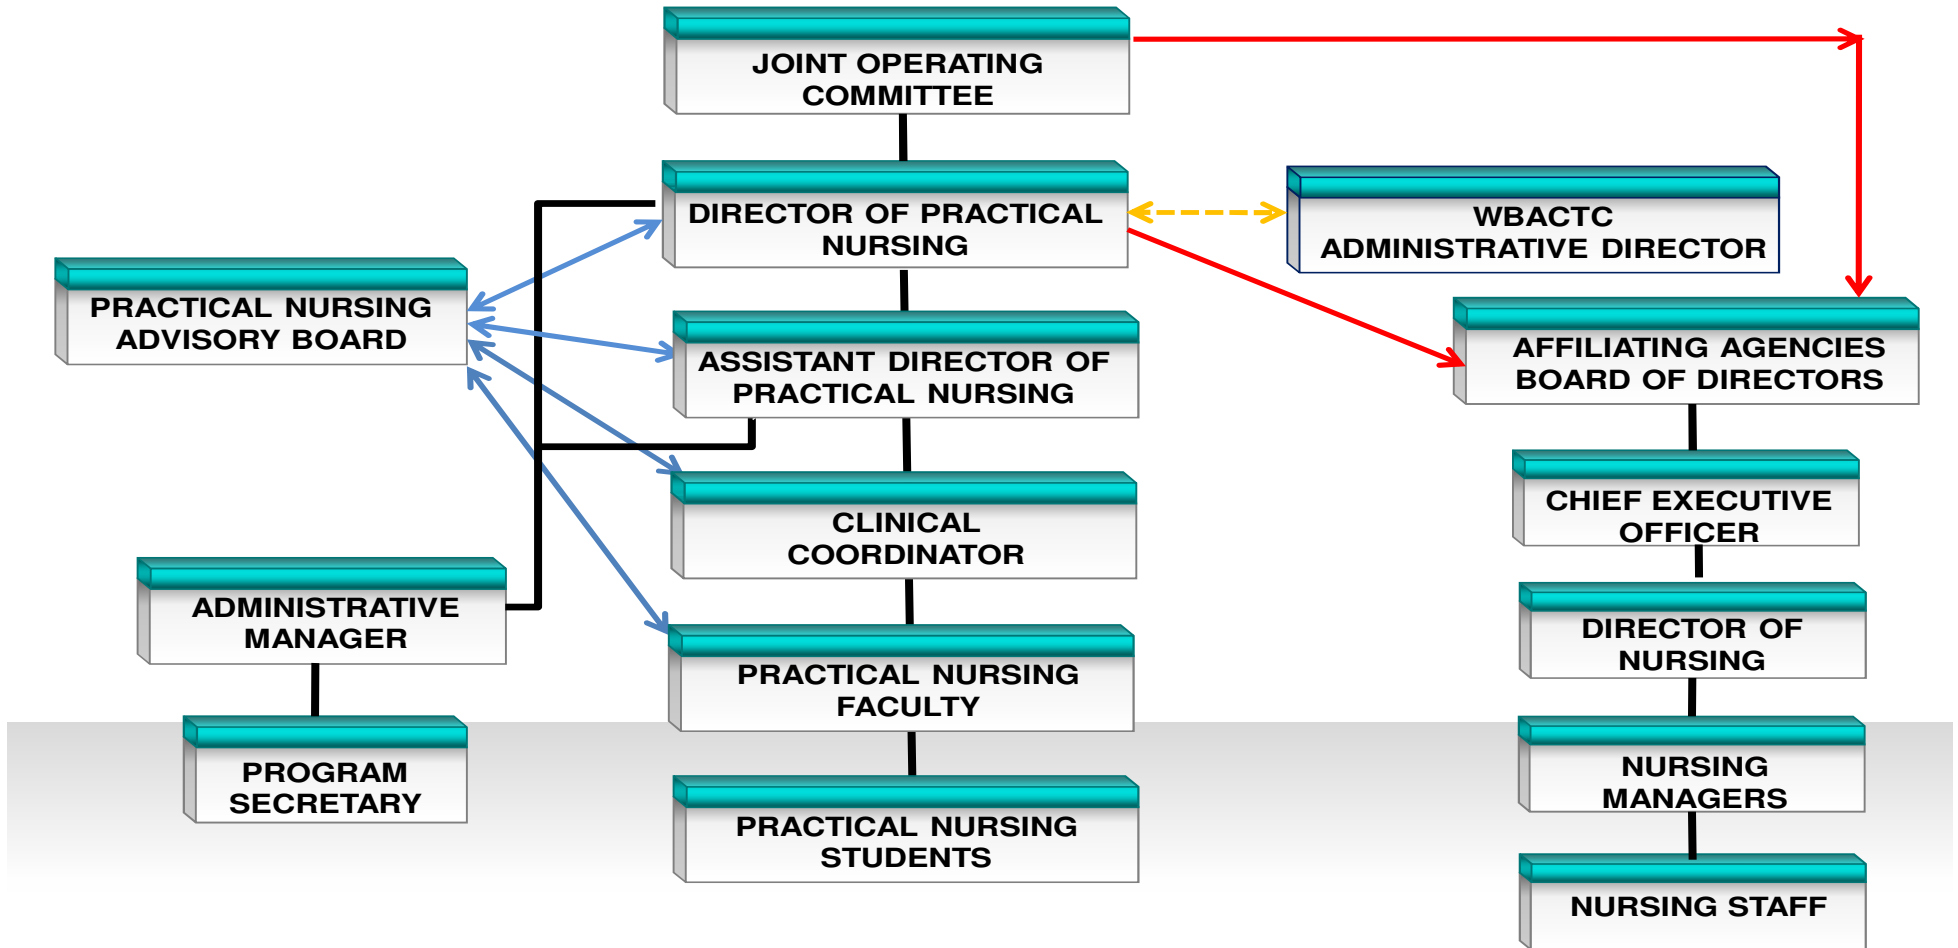 JOINT OPERATING
COMMITTEE
DIRECTOR OF PRACTICAL
NURSING
WBACTC
ADMINISTRATIVE DIRECTOR
PRACTICAL NURSING
ADVISORY BOARD
ASSISTANT DIRECTOR OF
PRACTICAL NURSING
AFFILIATING AGENCIES
BOARD OF DIRECTORS
CLINICAL
COORDINATOR
CHIEF EXECUTIVE
OFFICER
ADMINISTRATIVE
MANAGER
DIRECTOR OF
NURSING
PRACTICAL NURSING
FACULTY
PROGRAM
SECRETARY
NURSING
MANAGERS
PRACTICAL NURSING
STUDENTS
NURSING STAFF